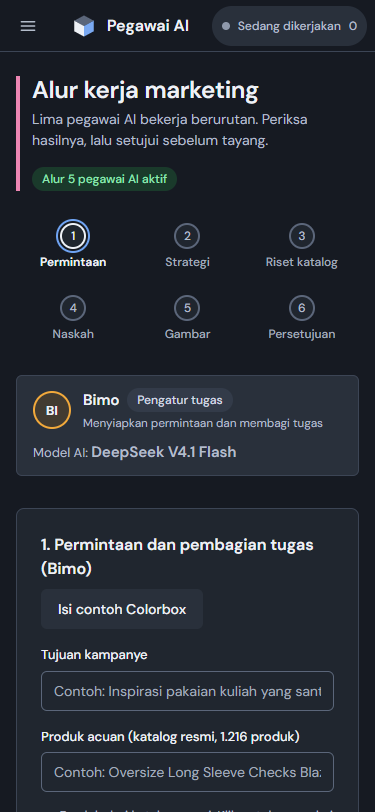 Pegawai AI
Sedang dikerjakan 0
Alur kerja marketing
Lima pegawai AI bekerja berurutan. Periksa
hasilnya, lalu setujui sebelum tayang.
Alur 5 pegawai AI aktif
1 2 3
Permintaan Strategi Riset katalog
4 5 6
Naskah Gambar Persetujuan
BI
Bimo Pengatur tugas
Menyiapkan permintaan dan membagi tugas
Model AI: DeepSeek V4.1 Flash
1. Permintaan dan pembagian tugas
(Bimo)
Isi contoh Colorbox
Tujuan kampanye
Contoh: Inspirasi pakaian kuliah yang sant
Produk acuan (katalog resmi, 1.216 produk)
Contoh: Oversize Long Sleeve Checks Bla